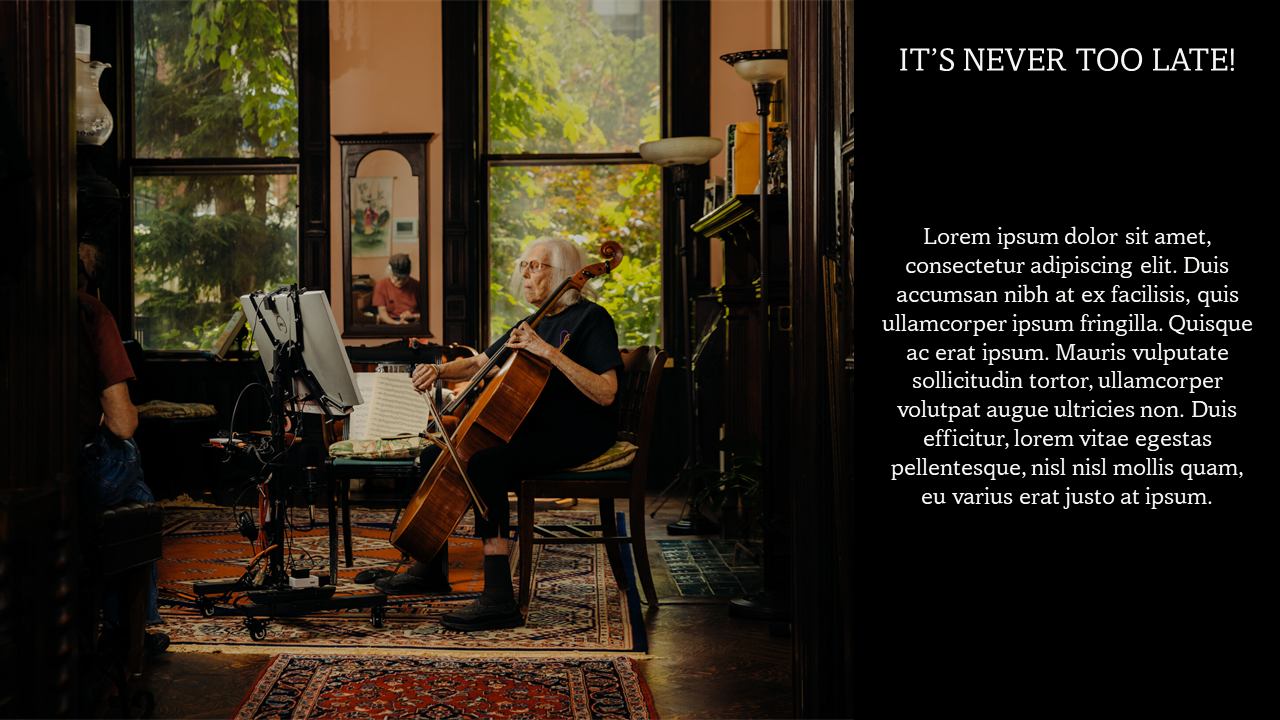 IT’S NEVER TOO LATE!
Lorem ipsum dolor sit amet,
consectetur adipiscing elit. Duis
accumsan nibh at ex facilisis, quis
ullamcorper ipsum fringilla. Quisque
ac erat ipsum. Mauris vulputate
sollicitudin tortor, ullamcorper
volutpat augue ultricies non. Duis
efficitur, lorem vitae egestas
pellentesque, nisl nisl mollis quam,
eu varius erat justo at ipsum.